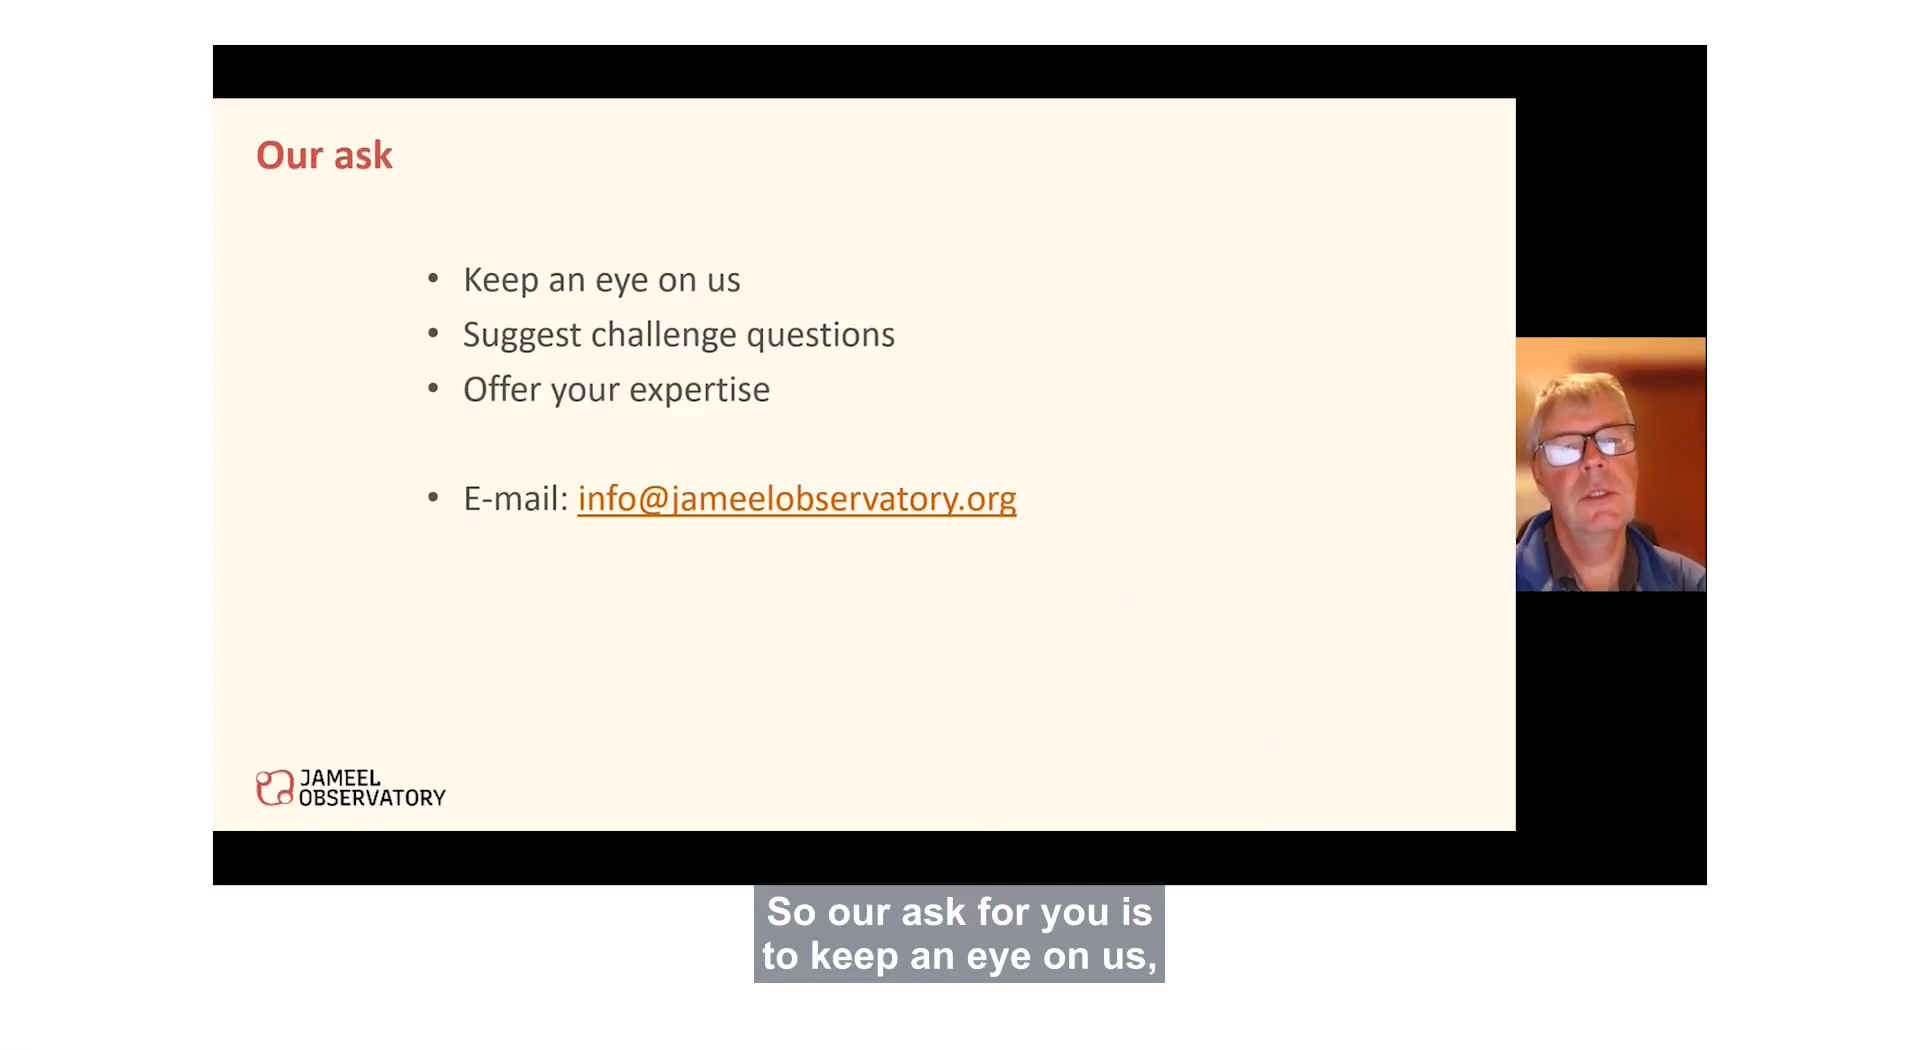 Our ask
• Keep an eye on us
• Suggest challenge questions
• Offer your expertise
• E-mail: info@jameelobservatory.org
JAMEEL
OBSERVATORY
So our ask for you is
to keep an eye on us,